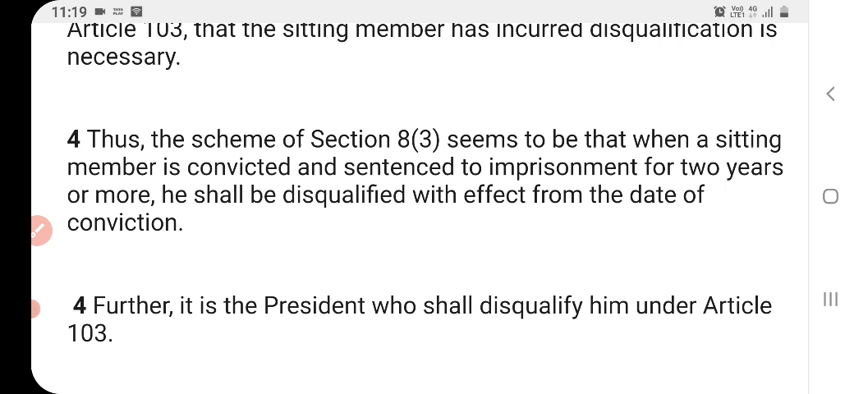 11:19
Vo)) 4G
LTE1
Article 103, that the sitting member has incurred disqualification is
necessary.
4 Thus, the scheme of Section 8(3) seems to be that when a sitting
member is convicted and sentenced to imprisonment for two years
or more, he shall be disqualified with effect from the date of
conviction.
4 Further, it is the President who shall disqualify him under Article
103.